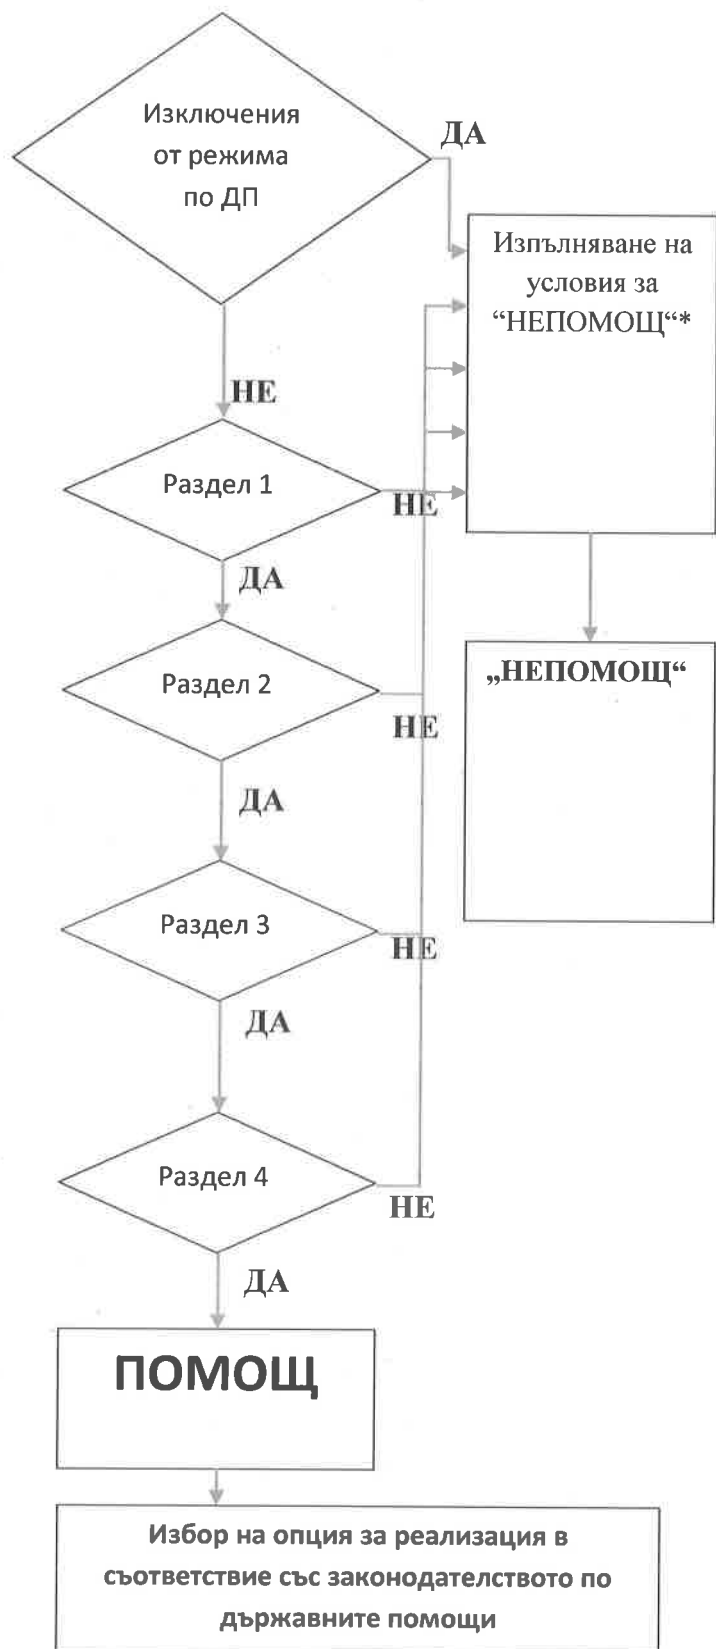 Изключения
от режима
по ДП
ДА
Изпълняване на
условия за
“НЕПОМОЩ“*
НЕ
Раздел 1
НЕ
ДА
Раздел 2
НЕ
„НЕПОМОЩ“
ДА
Раздел 3
НЕ
ДА
Раздел 4
НЕ
ДА
ПОМОЩ
Избор на опция за реализация в
съответствие със законодателството по
държавните помощи